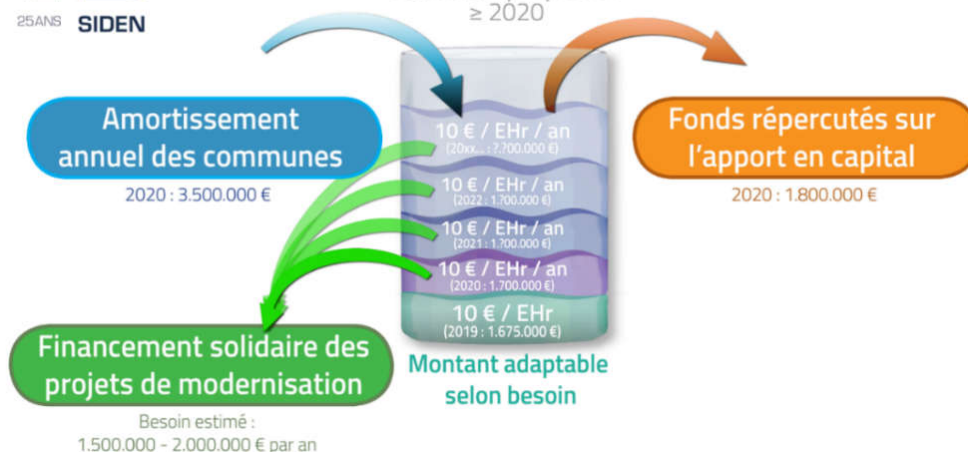 25ANS SIDEN
≥ 2020
Amortissement
annuel des communes
2020 : 3.500.000 €
10 € / EHr / an
(20xx... : ?.?00.000 €)
10 € / EHr / an
(2022 : 1.700.000 €)
10 € / EHr / an
(2021 : 1.700.000 €)
10 € / EHr / an
(2020 : 1.700.000 €)
10 € / EHr
(2019 : 1.675.000 €)
Montant adaptable
selon besoin
Fonds répercutés sur
l'apport en capital
2020 : 1.800.000 €
Financement solidaire des
projets de modernisation
Besoin estimé :
1.500.000 - 2.000.000 € par an